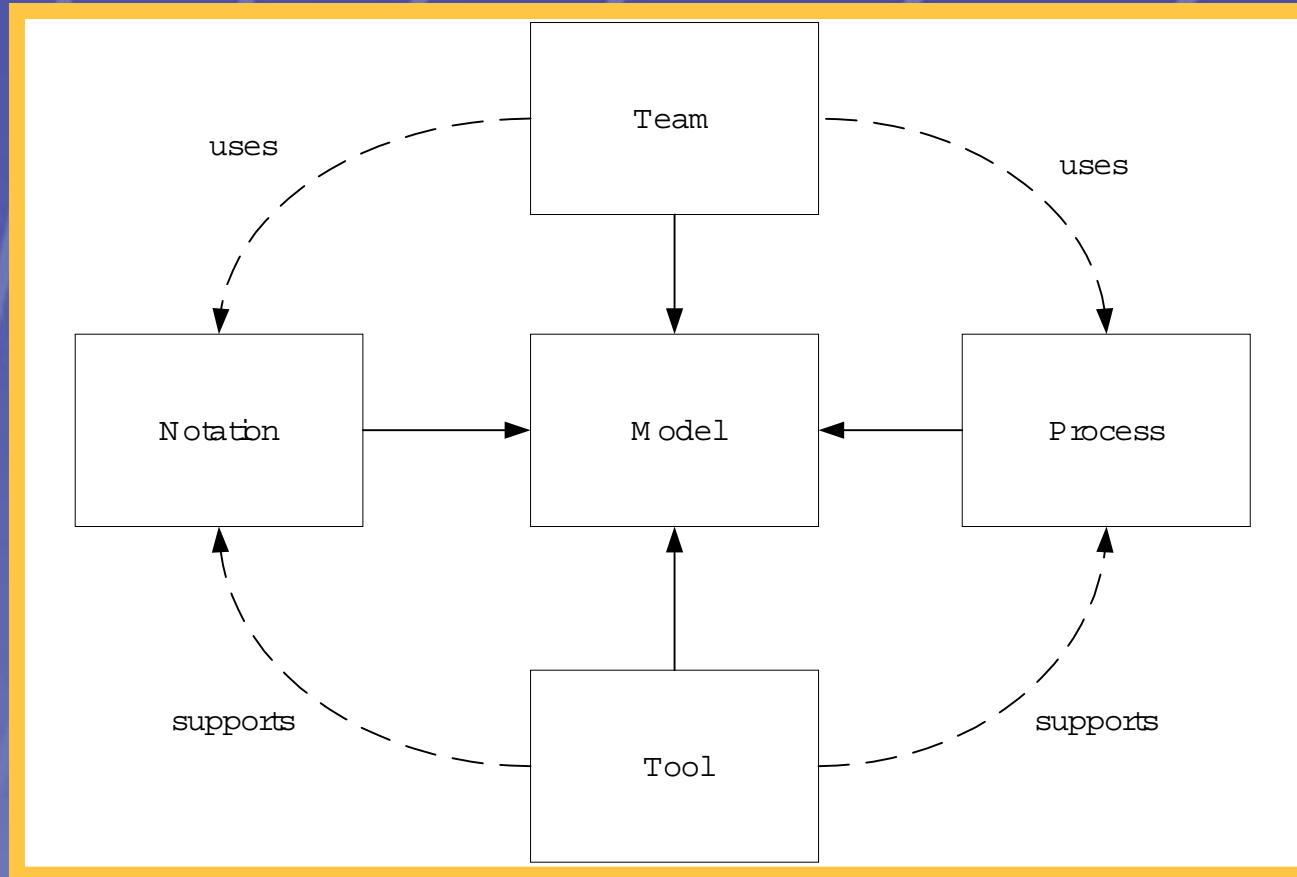 Team
uses
uses
Notation
Model
Process
supports
supports
Tool